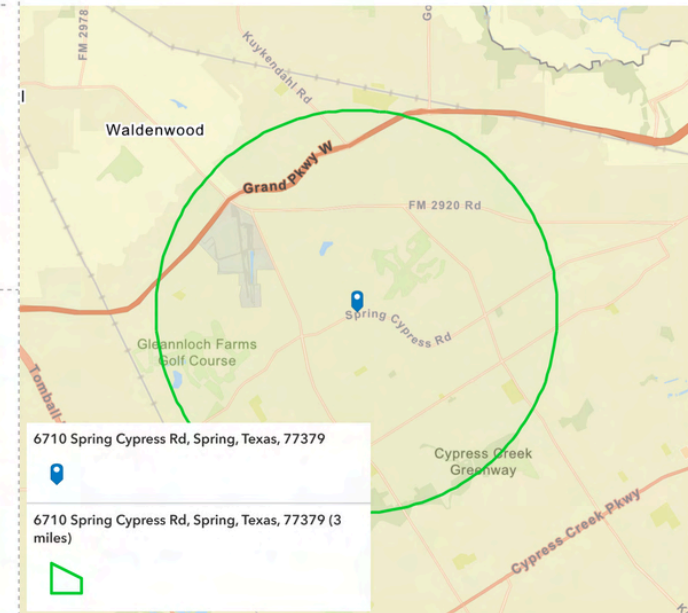 FM 2978
Go
Kuykendahl Rd
l
Waldenwood
Grand Pkwy W
FM 2920 Rd
Spring Cypress Rd
Gleannloch Farms
Golf Course
Tomball
Cypress Creek
Greenway
Cypress Creek Pkwy
6710 Spring Cypress Rd, Spring, Texas, 77379
6710 Spring Cypress Rd, Spring, Texas, 77379 (3
miles)